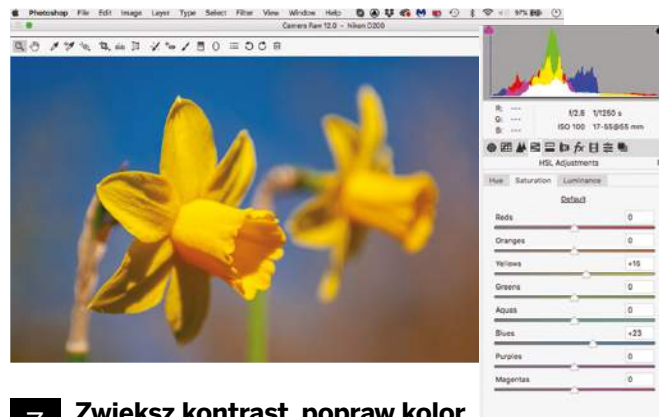 Photoshop File Edit Image Layer Type Select Filter View Window Help 97%
Camera Raw 12.0 - Nikon D200
R: ---
G: ---
B: ---
f/2.8 1/1250 s
ISO 100 17-55@55 mm
HSL Adjustments
Hue Saturation Luminance
Default
Reds 0
Oranges 0
Yellows +16
Greens 0
Aquas 0
Blues +23
Purples 0
Magentas 0
Zwiększ kontrast, popraw kolor